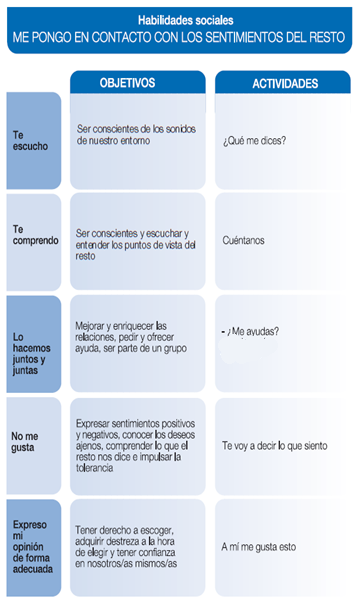 Habilidades sociales
ME PONGO EN CONTACTO CON LOS SENTIMIENTOS DEL RESTO
OBJETIVOS
ACTIVIDADES
Te
escucho
Ser conscientes de los sonidos
de nuestro entorno
¿Qué me dices?
Te
comprendo
Ser conscientes y escuchar y
entender los puntos de vista del
resto
Cuéntanos
Lo
hacemos
juntos y
juntas
Mejorar y enriquecer las
relaciones, pedir y ofrecer
ayuda, ser parte de un grupo
- ¿Me ayudas?
No me
gusta
Expresar sentimientos positivos
y negativos, conocer los deseos
ajenos, comprender lo que el
resto nos dice e impulsar la
tolerancia
Te voy a decir lo que siento
Expreso
mi
opinión
de forma
adecuada
Tener derecho a escoger,
adquirir destreza a la hora
de elegir y tener confianza
en nosotros/as mismos/as
A mí me gusta esto